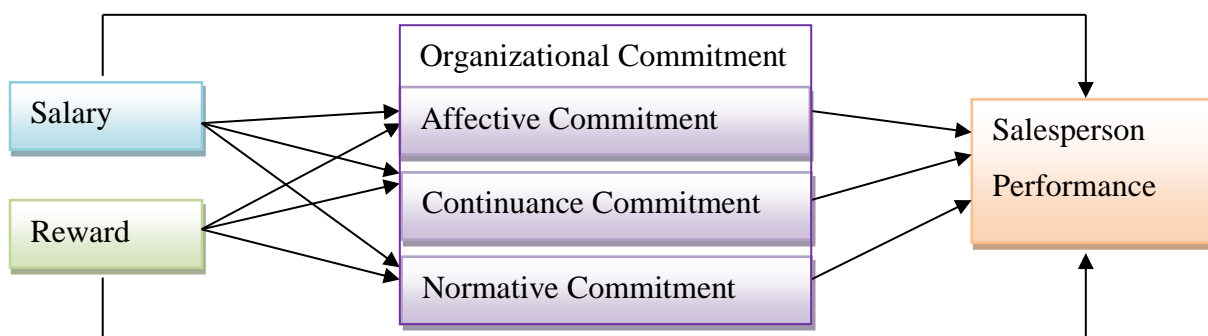 Organizational Commitment
Salary
Affective Commitment
Salesperson
Performance
Continuance Commitment
Reward
Normative Commitment